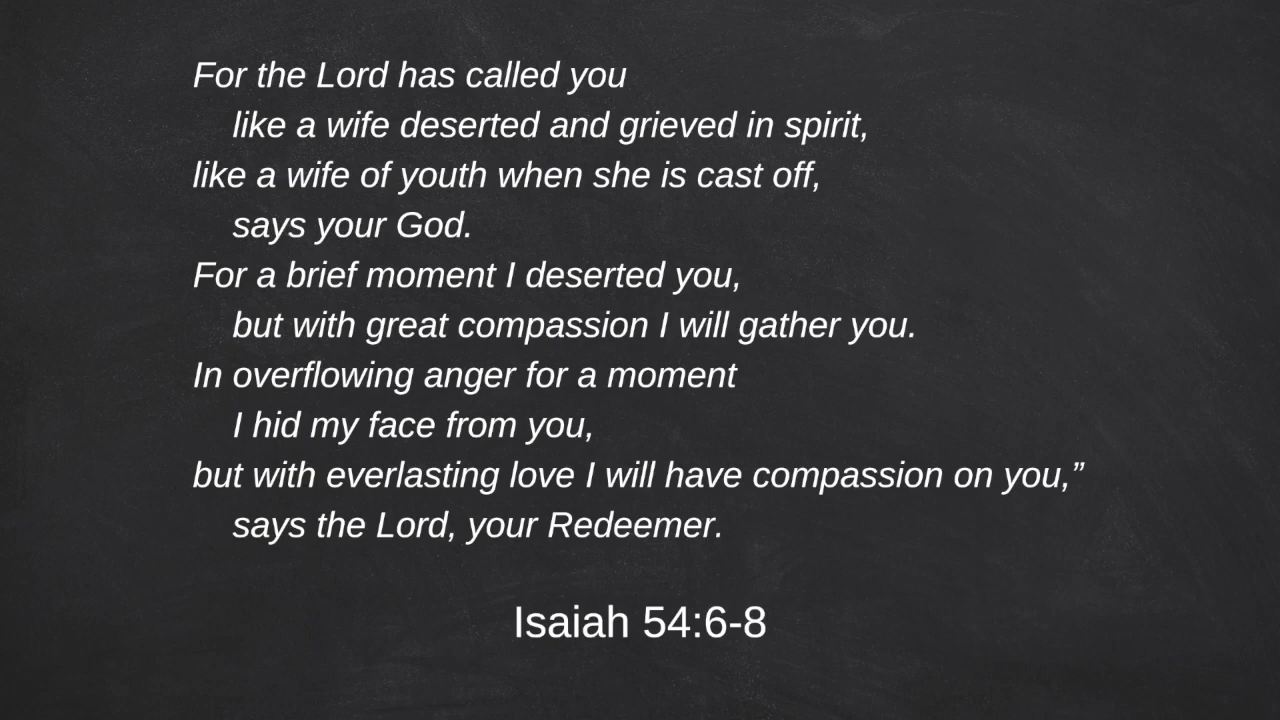 For the Lord has called you
like a wife deserted and grieved in spirit,
like a wife of youth when she is cast off,
says your God.
For a brief moment I deserted you,
but with great compassion I will gather you.
In overflowing anger for a moment
I hid my face from you,
but with everlasting love I will have compassion on you,”
says the Lord, your Redeemer.
Isaiah 54:6-8